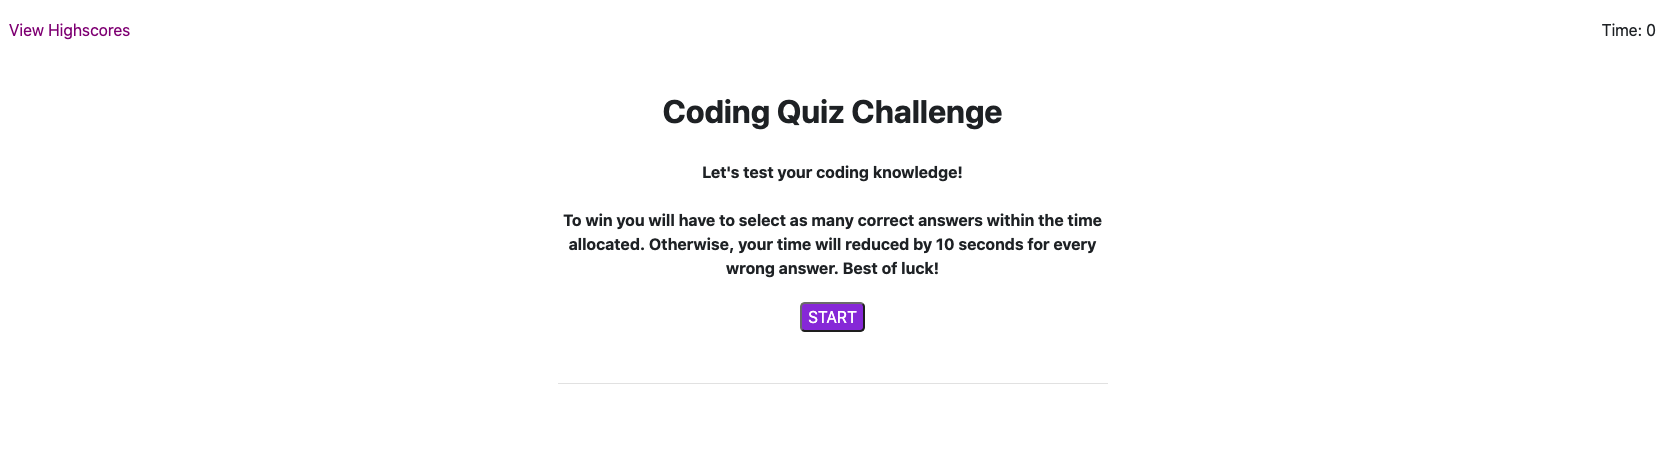 View Highscores
Time: 0
Coding Quiz Challenge
Let's test your coding knowledge!
To win you will have to select as many correct answers within the time
allocated. Otherwise, your time will reduced by 10 seconds for every
wrong answer. Best of luck!
START